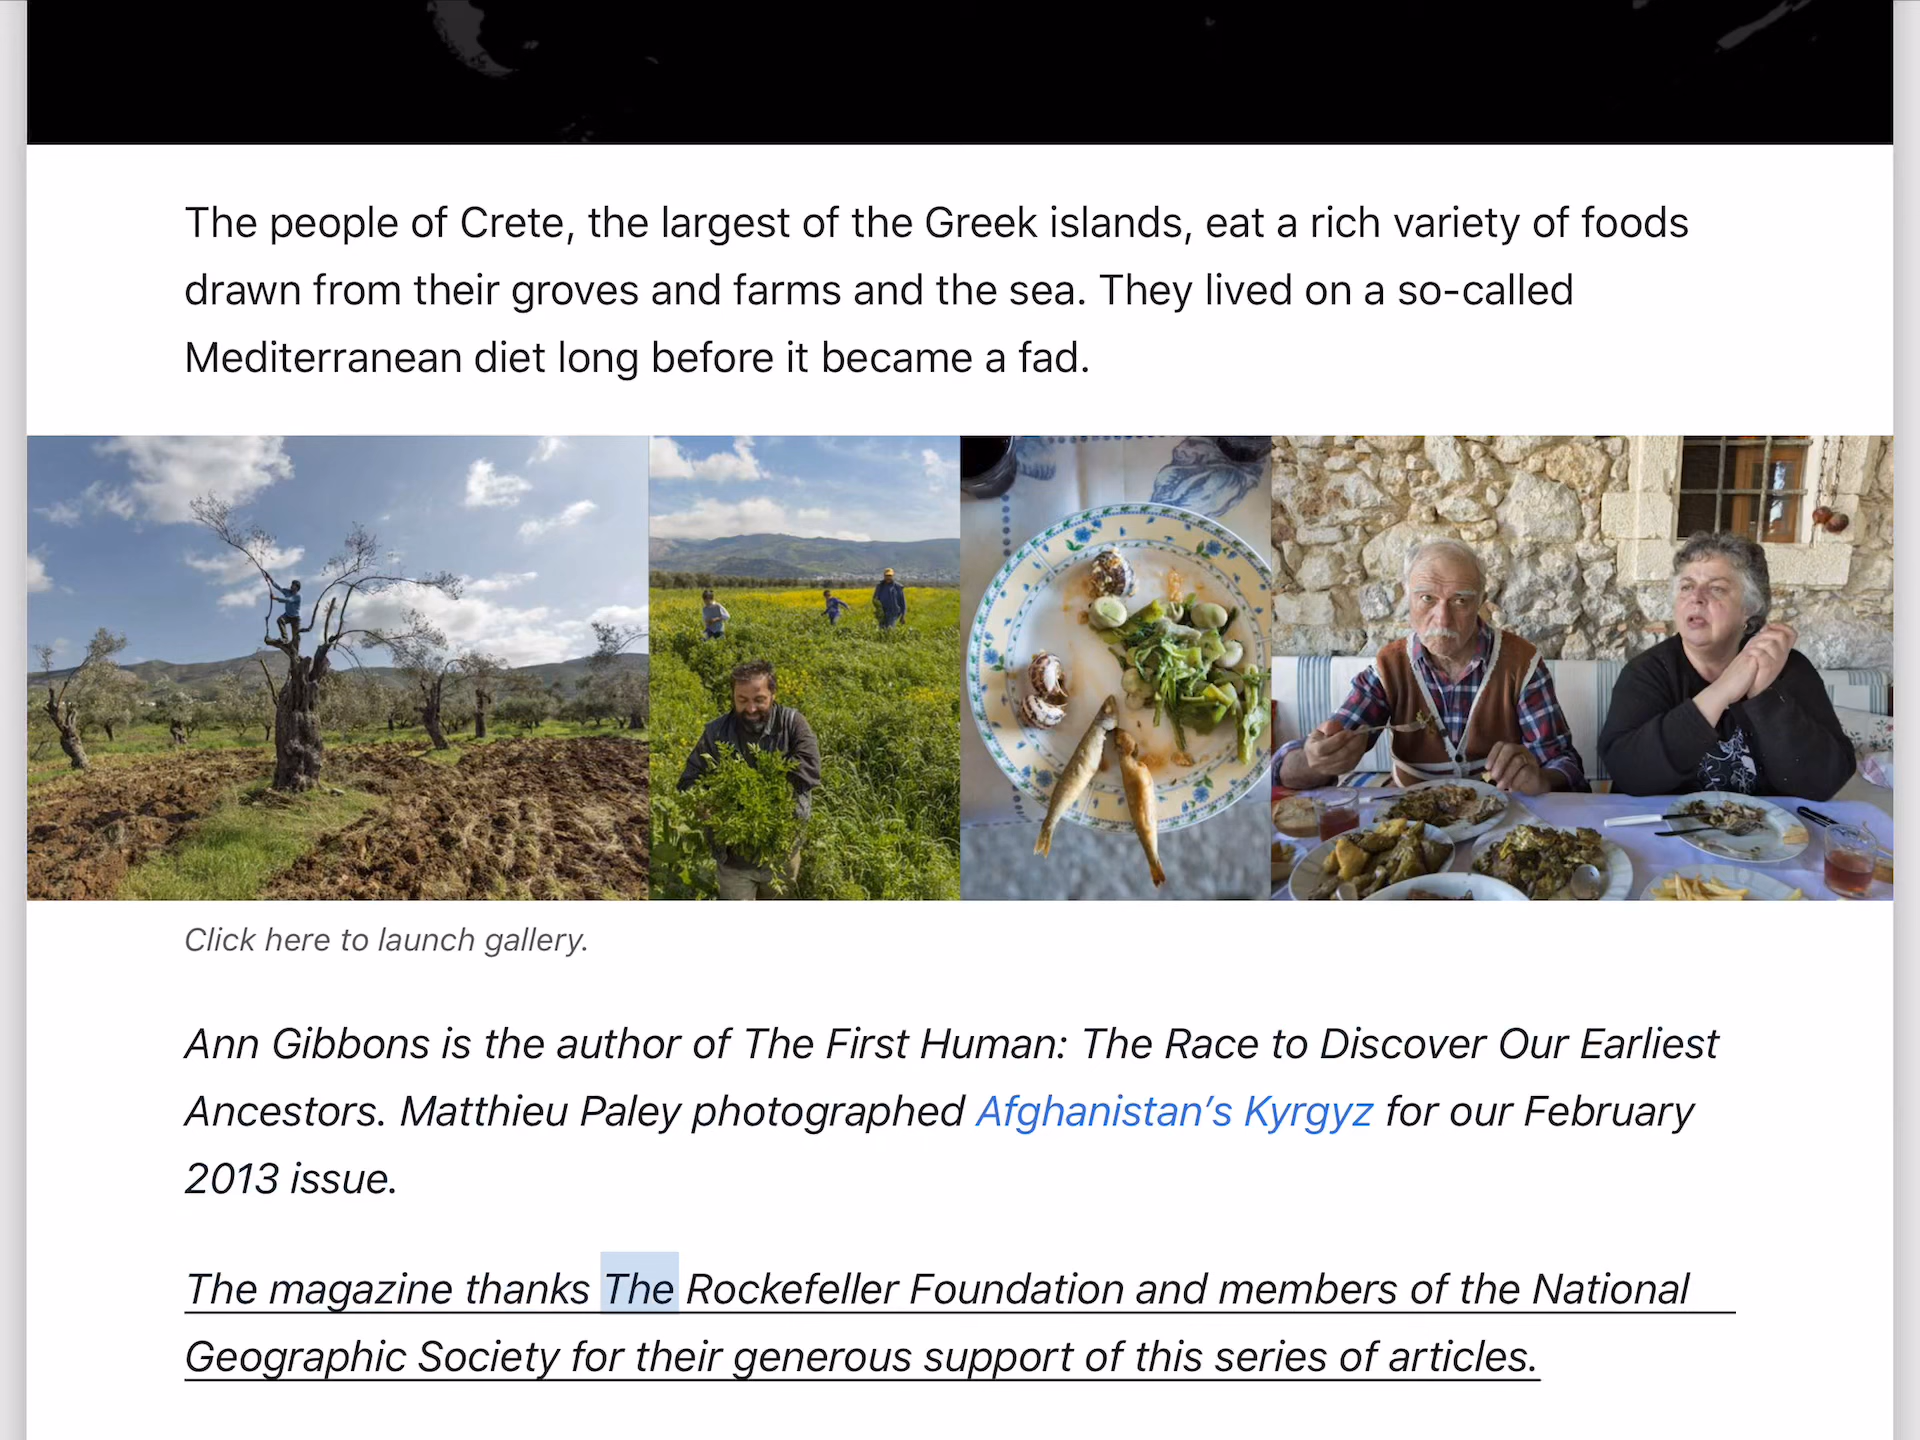 The people of Crete, the largest of the Greek islands, eat a rich variety of foods
drawn from their groves and farms and the sea. They lived on a so-called
Mediterranean diet long before it became a fad.
Click here to launch gallery.
Ann Gibbons is the author of The First Human: The Race to Discover Our Earliest
Ancestors. Matthieu Paley photographed Afghanistan’s Kyrgyz for our February
2013 issue.
The magazine thanks The Rockefeller Foundation and members of the National
Geographic Society for their generous support of this series of articles.